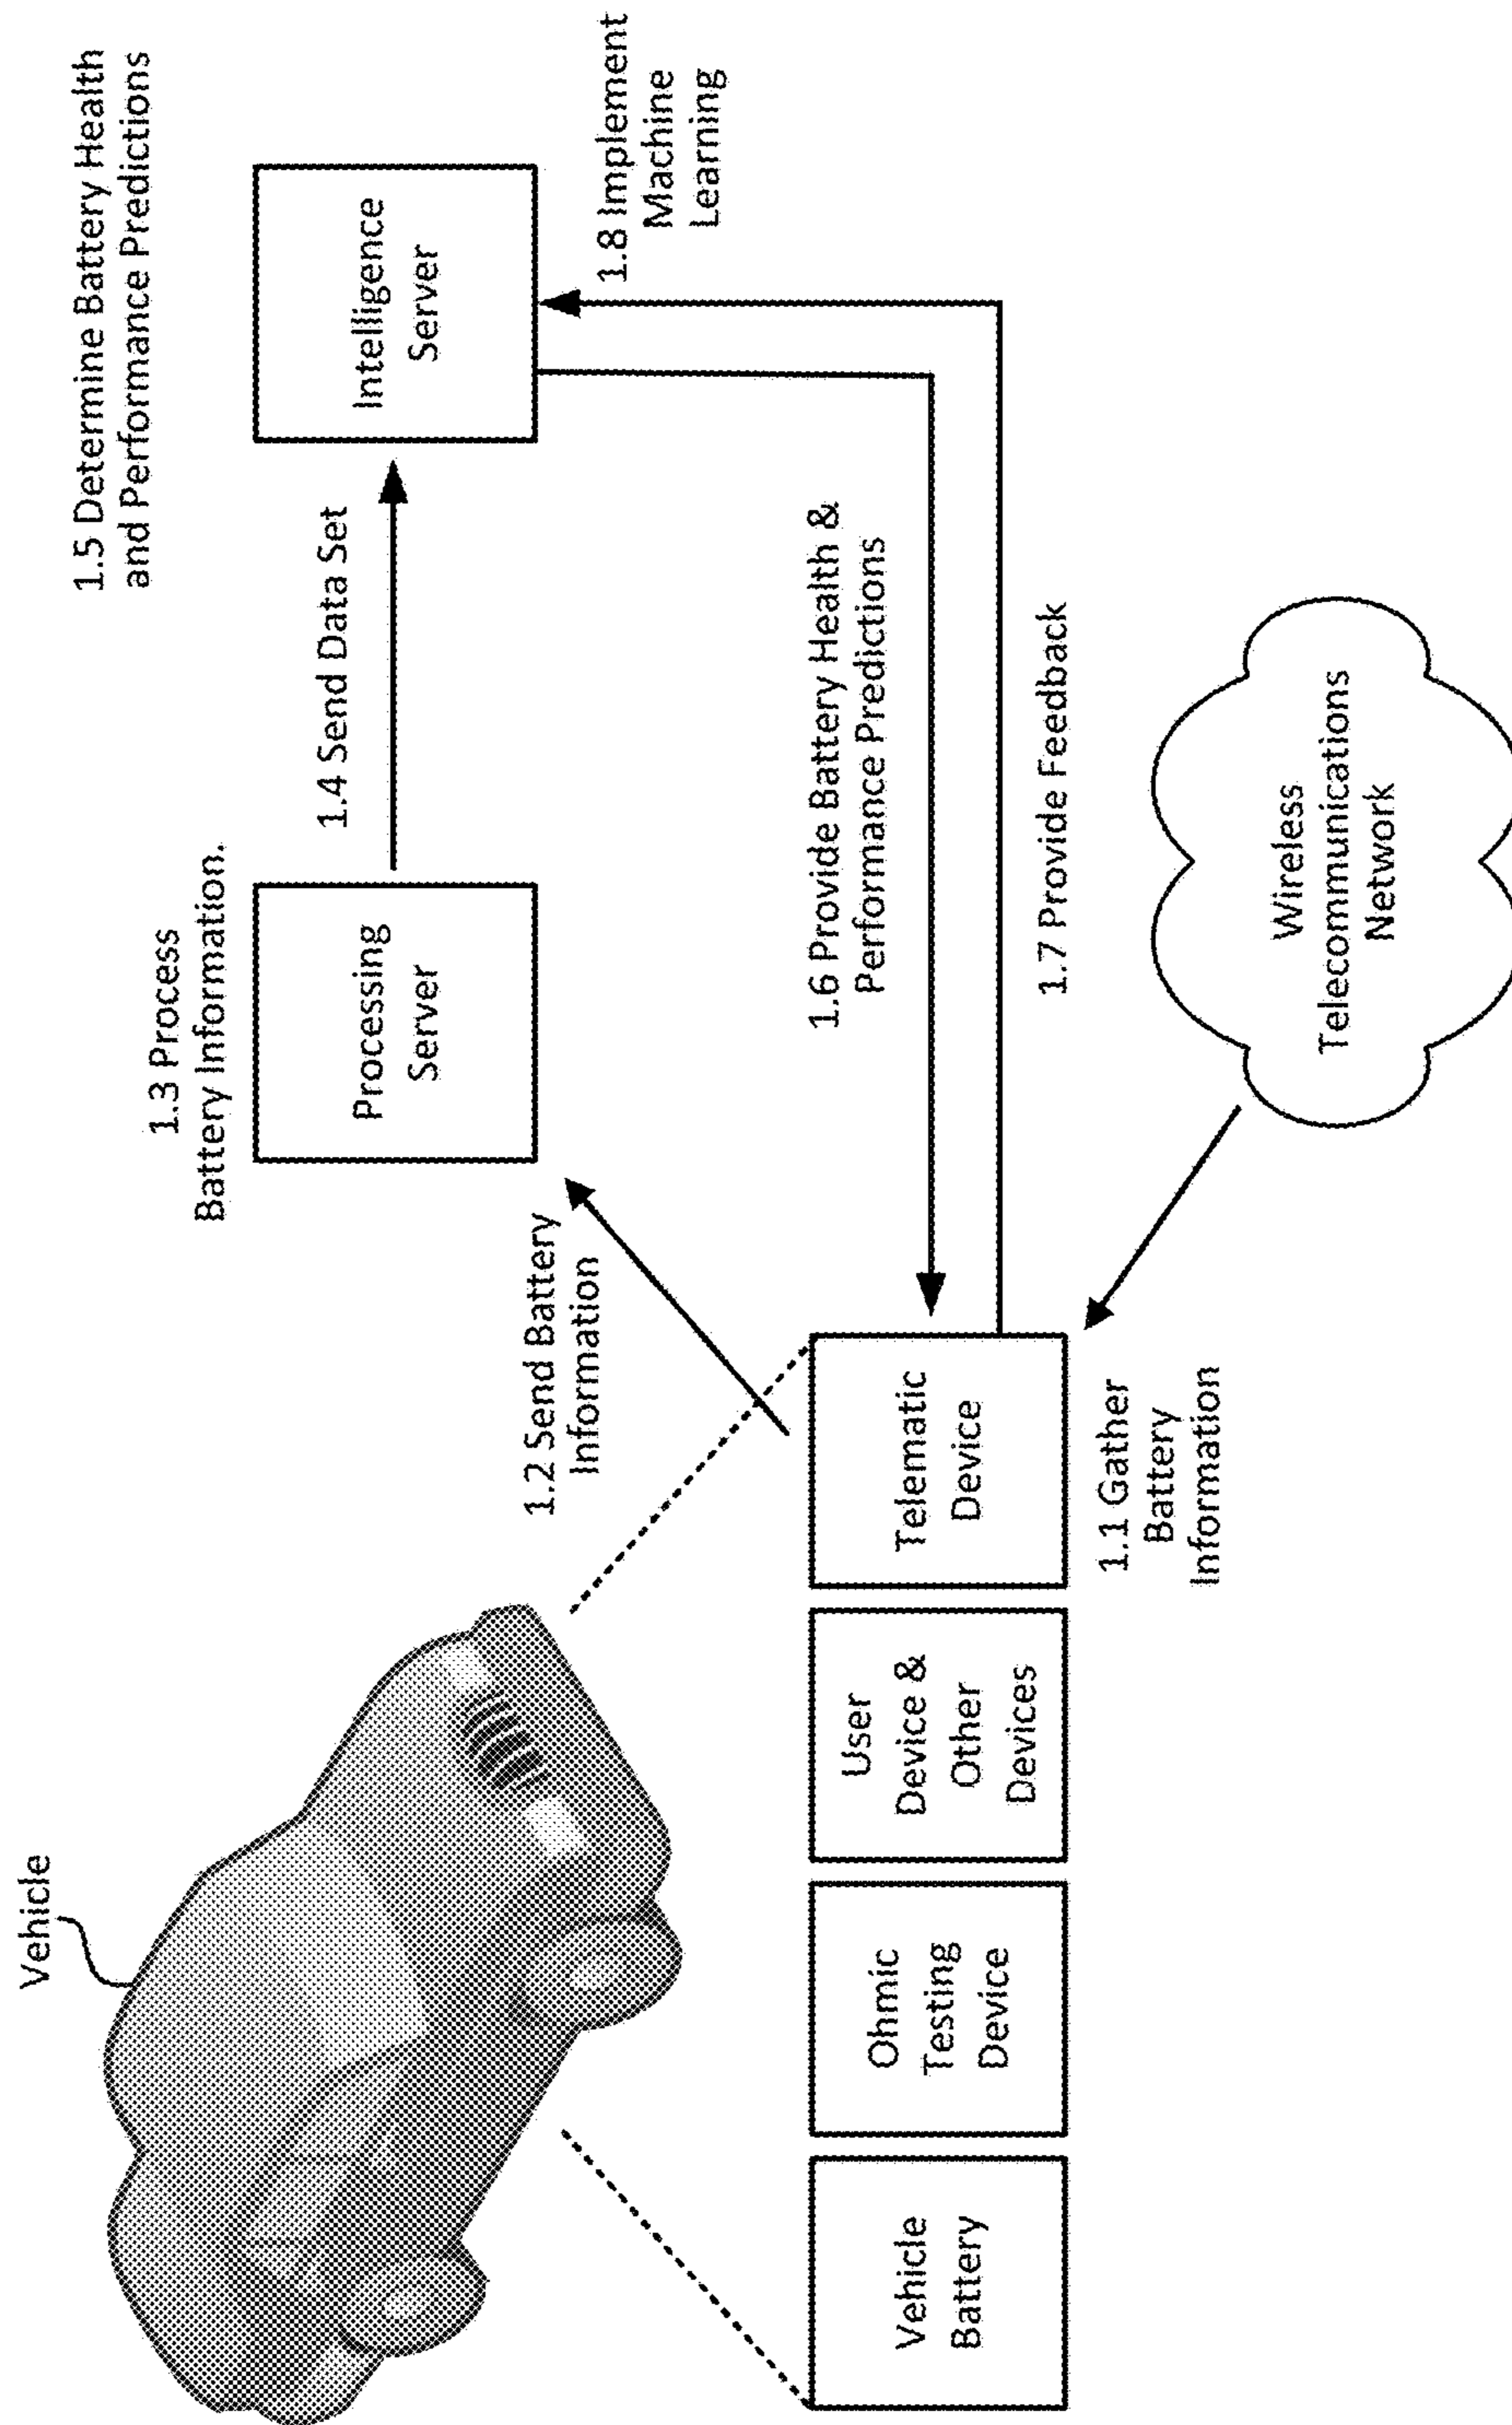 Vehicle
1.5 Determine Battery Health
and Performance Predictions
1.3 Process
Battery Information.
Processing
Server
1.4 Send Data Set
Intelligence
Server
1.2 Send Battery
Information
1.8 Implement
Machine
Learning
1.6 Provide Battery Health &
Performance Predictions
1.7 Provide Feedback
Vehicle
Battery
Ohmic
Testing
Device
User
Device &
Other
Devices
Telematic
Device
1.1 Gather
Battery
Information
Wireless
Telecommunications
Network